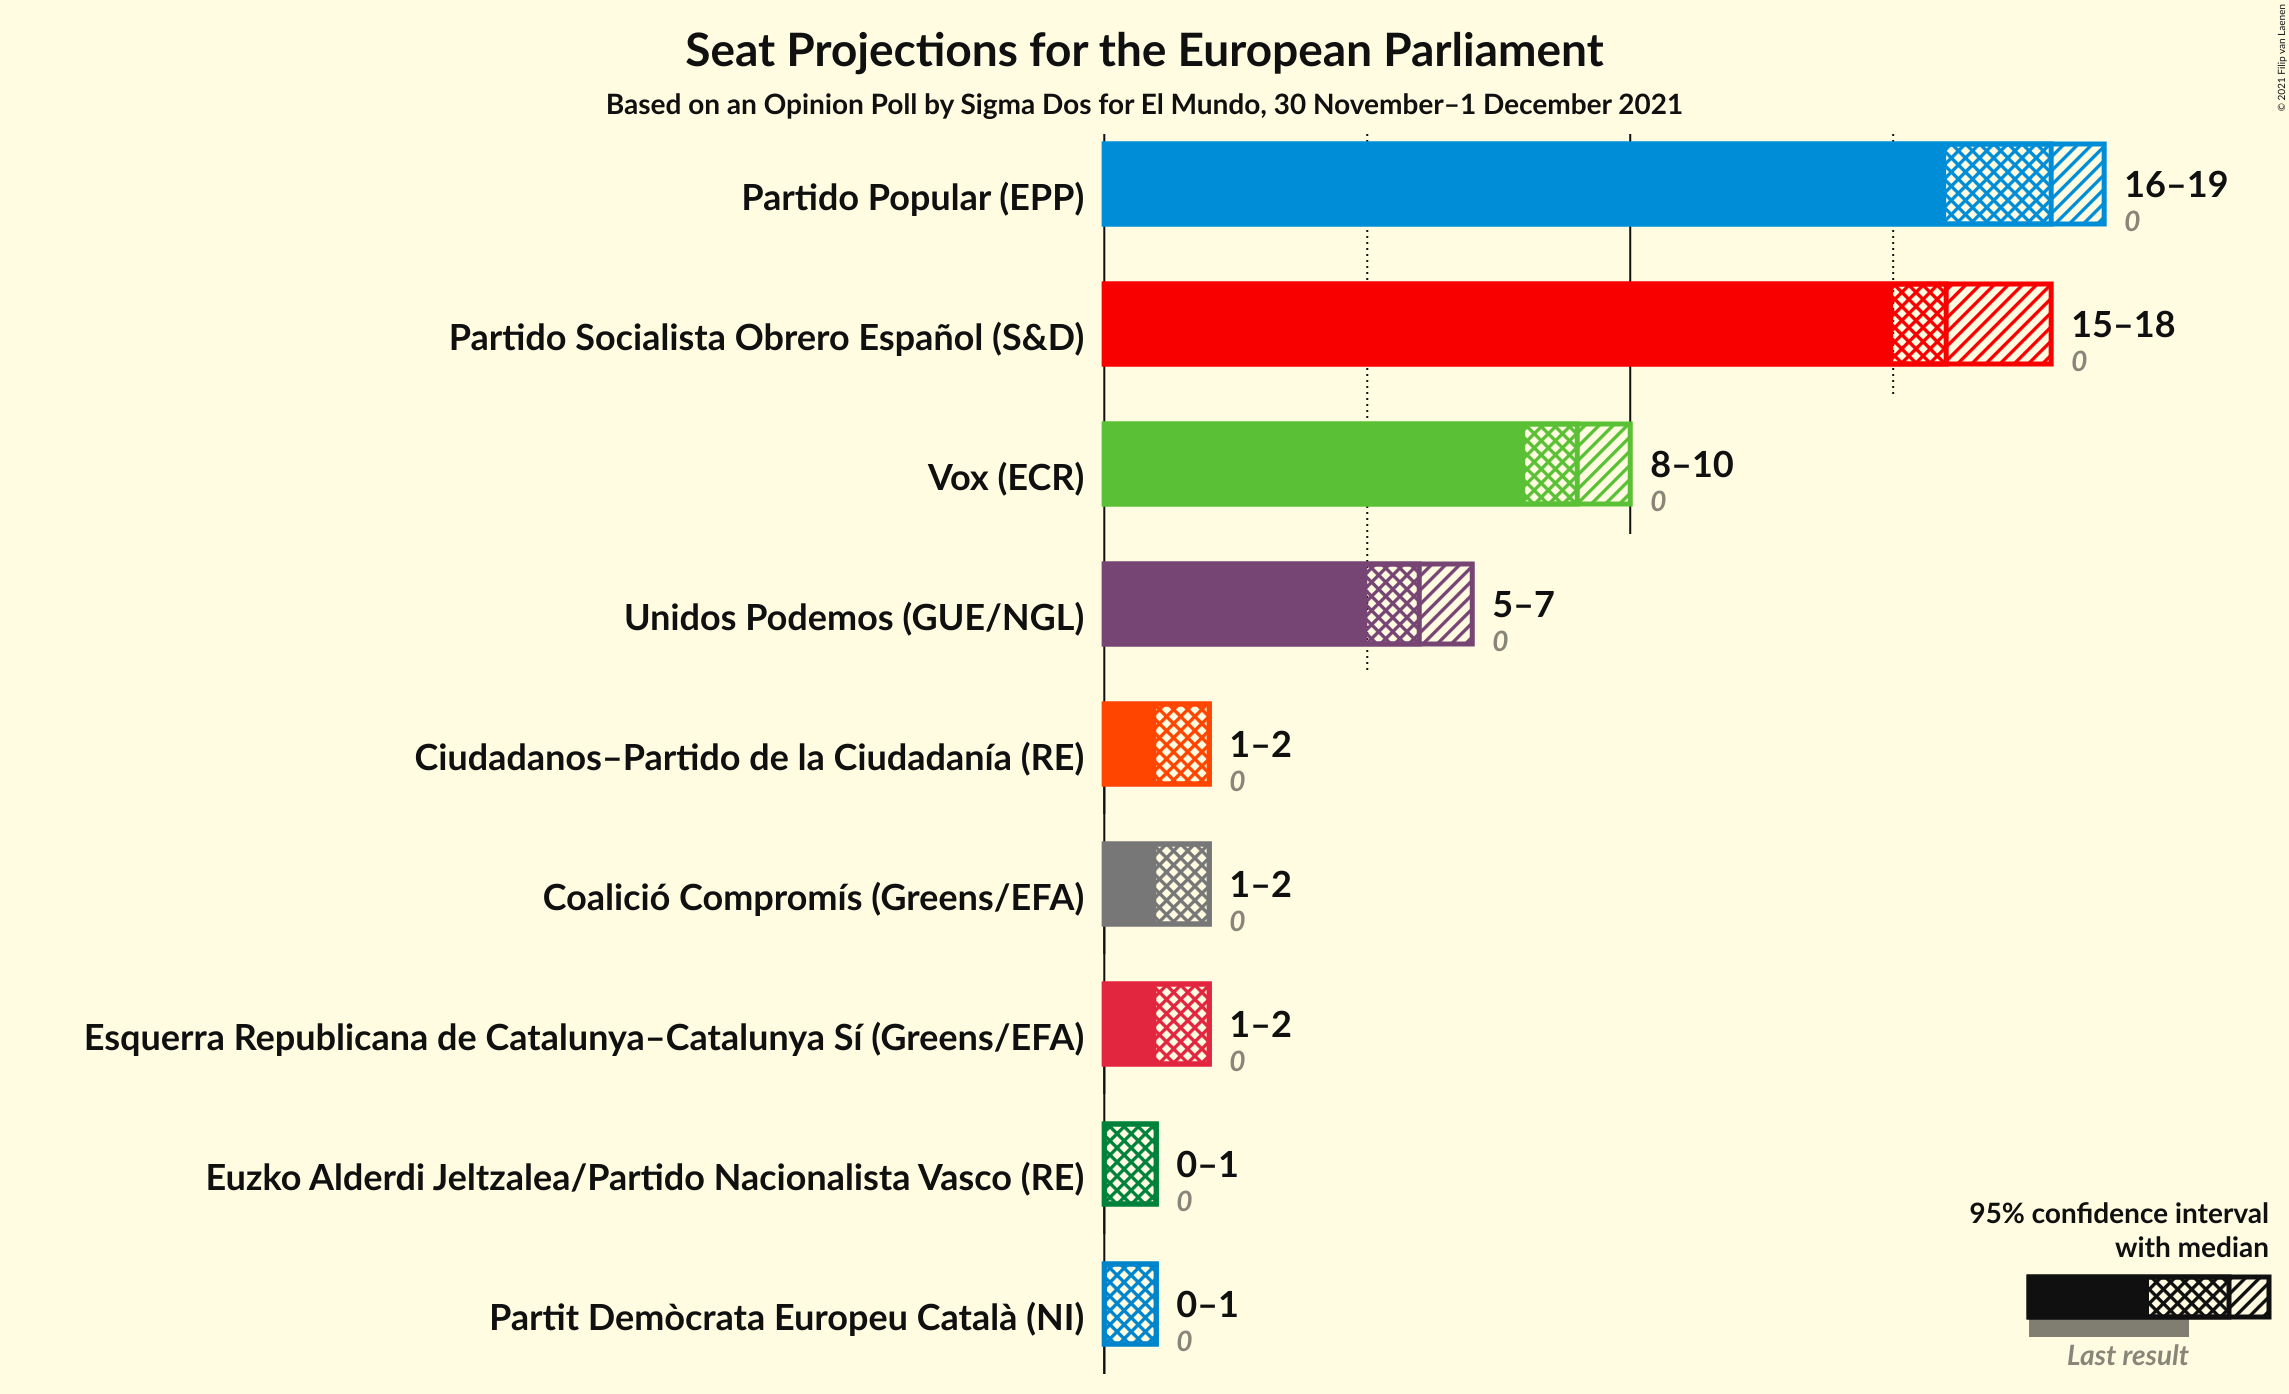 Seat Projections for the European Parliament
Based on an Opinion Poll by Sigma Dos for El Mundo, 30 November–1 December 2021
© 2021 Filip van Laenen
Partido Popular (EPP)
16–19
0
Partido Socialista Obrero Español (S&D)
15–18
0
Vox (ECR)
8–10
0
Unidos Podemos (GUE/NGL)
5–7
0
Ciudadanos–Partido de la Ciudadanía (RE)
1–2
0
Coalició Compromís (Greens/EFA)
1–2
0
Esquerra Republicana de Catalunya–Catalunya Sí (Greens/EFA)
1–2
0
Euzko Alderdi Jeltzalea/Partido Nacionalista Vasco (RE)
0–1
0
Partit Demòcrata Europeu Català (NI)
0–1
0
95% confidence interval
with median
Last result